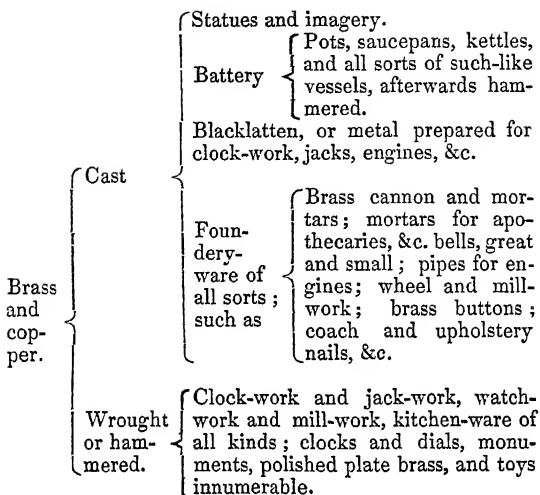 Statues and imagery.
Battery
Pots, saucepans, kettles,
and all sorts of such-like
vessels, afterwards ham-
mered.
Blacklatten, or metal prepared for
clock-work, jacks, engines, &c.
Cast
Foun-
dery-
ware of
all sorts ;
such as
Brass cannon and mor-
tars ; mortars for apo-
thecaries, &c. bells, great
and small ; pipes for en-
gines ; wheel and mill-
work ; brass buttons ;
coach and upholstery
nails, &c.
Brass
and
cop-
per.
Wrought
or ham-
mered.
Clock-work and jack-work, watch-
work and mill-work, kitchen-ware of
all kinds ; clocks and dials, monu-
ments, polished plate brass, and toys
innumerable.